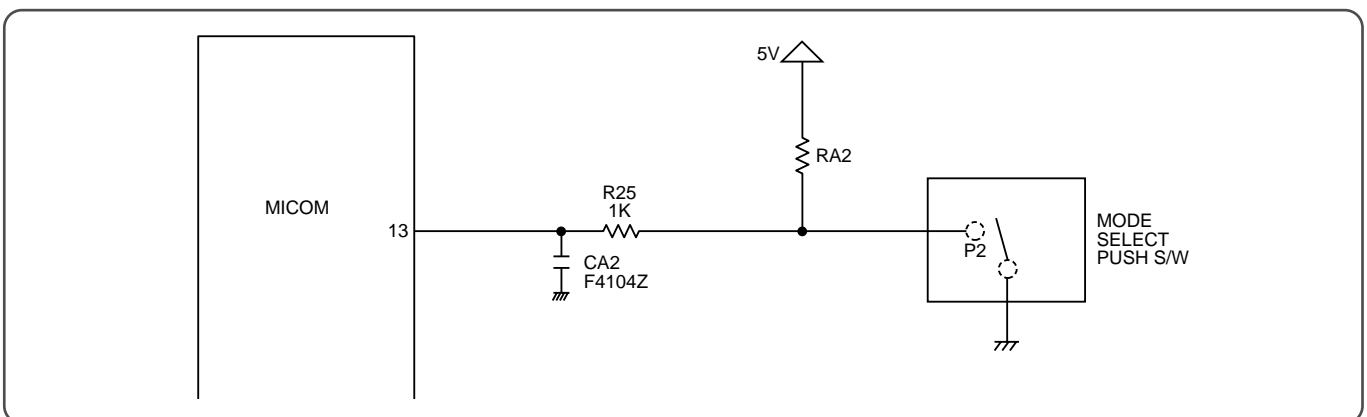 5V
RA2
R25
1K
MICOM
13
MODE
SELECT
PUSH S/W
P2
CA2
F4104Z